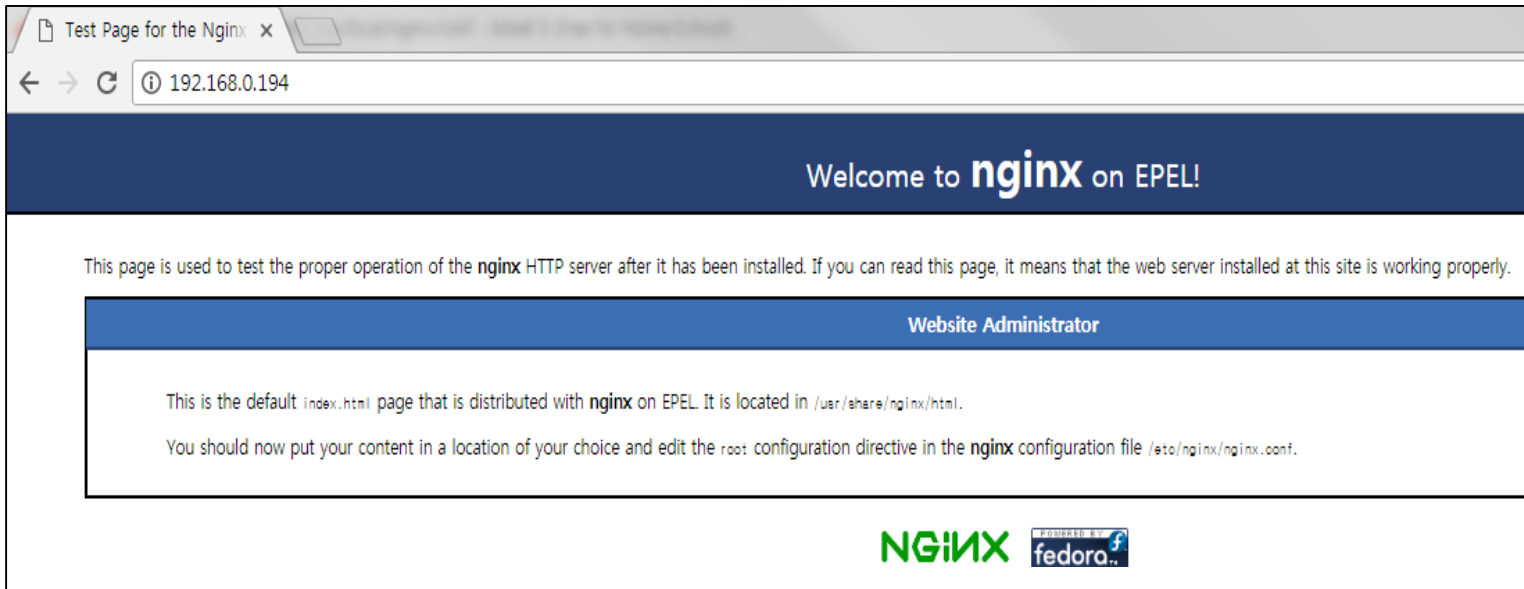 Test Page for the Nginx
192.168.0.194
Welcome to nginx on EPEL!
This page is used to test the proper operation of the nginx HTTP server after it has been installed. If you can read this page, it means that the web server installed at this site is working properly.
Website Administrator
This is the default index.html page that is distributed with nginx on EPEL. It is located in /usr/share/nginx/html.
You should now put your content in a location of your choice and edit the root configuration directive in the nginx configuration file /etc/nginx/nginx.conf.
NGINX
POWERED BY
fedora